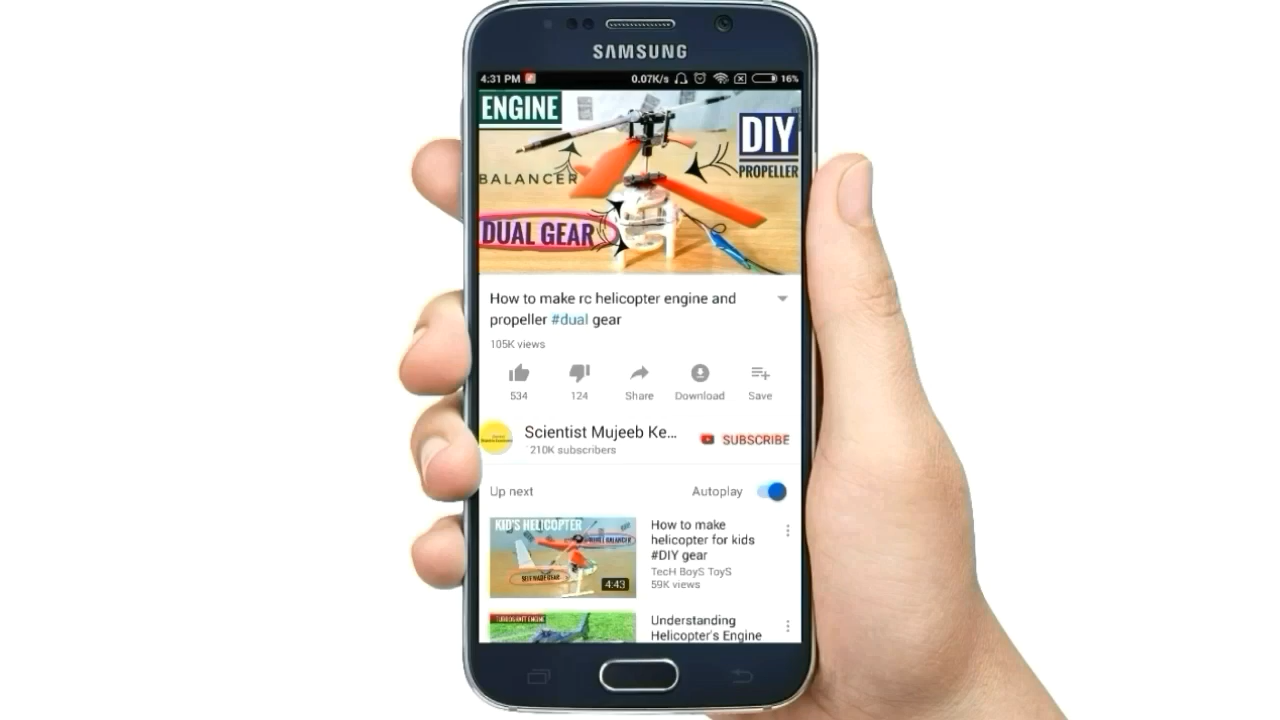 SAMSUNG
4:31 PM
0.07K/s
16%
ENGINE
DIY
PROPELLER
BALANCER
DUAL GEAR
How to make rc helicopter engine and
propeller #dual gear
105K views
534
124
Share
Download
Save
Scientist Mujeeb Ke...
SUBSCRIBE
210K subscribers
Up next
Autoplay
KID'S HELICOPTER
4:43
How to make
helicopter for kids
#DIY gear
TecH BoyS ToyS
59K views
TURBOSHAFT ENGINE
Understanding
Helicopter's Engine